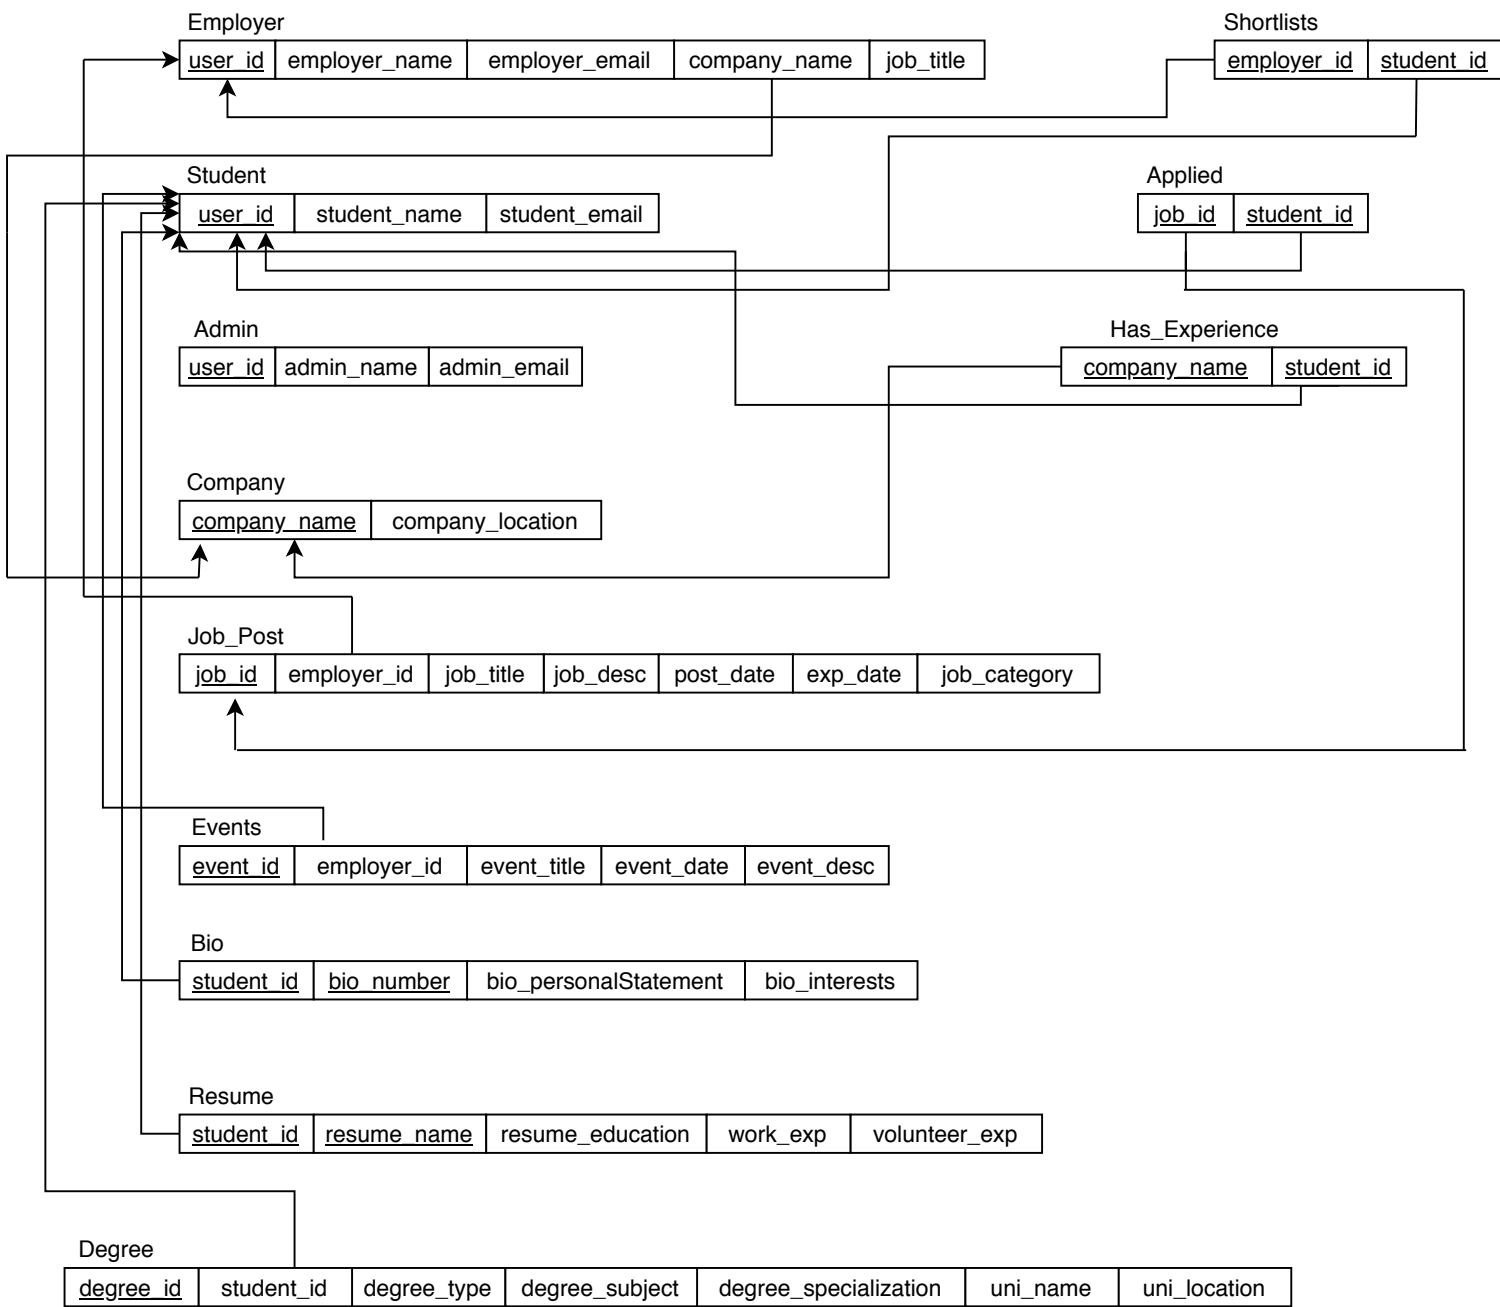 Employer
user_id employer_name employer_email company_name job_title
Shortlists
employer_id student_id
Student
user_id student_name student_email
Applied
job_id student_id
Admin
user_id admin_name admin_email
Has_Experience
company_name student_id
Company
company_name company_location
Job_Post
job_id employer_id job_title job_desc post_date exp_date job_category
Events
event_id employer_id event_title event_date event_desc
Bio
student_id bio_number bio_personalStatement bio_interests
Resume
student_id resume_name resume_education work_exp volunteer_exp
Degree
degree_id student_id degree_type degree_subject degree_specialization uni_name uni_location